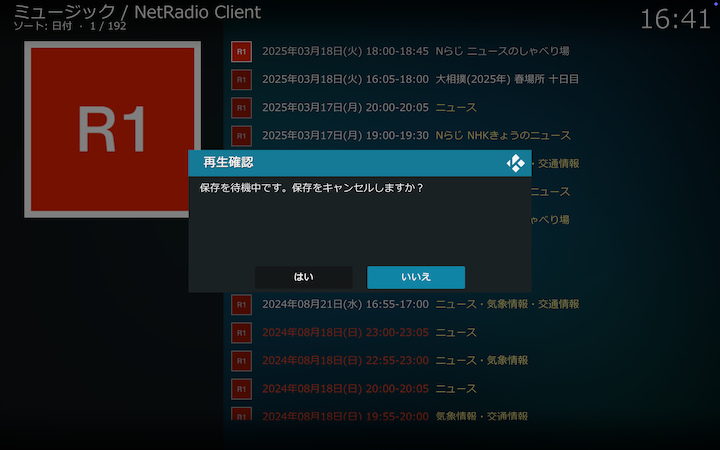 ミュージック / NetRadio Client
ソート: 日付 · 1 / 192
16:41
R1
R1 2025年03月18日(火) 18:00-18:45 Nらじ ニュースのしゃべり場
R1 2025年03月18日(火) 16:05-18:00 大相撲(2025年) 春場所 十日目
R1 2025年03月17日(月) 20:00-20:05 ニュース
R1 2025年03月17日(月) 19:00-19:30 Nらじ NHKきょうのニュース
・交通情報
ニュース
ゃべり場
再生確認
保存を待機中です。保存をキャンセルしますか？
はい
いいえ
R1 2024年08月21日(水) 16:55-17:00 ニュース・気象情報・交通情報
R1 2024年08月18日(日) 23:00-23:05 ニュース
R1 2024年08月18日(日) 22:55-23:00 ニュース・気象情報
R1 2024年08月18日(日) 20:00-20:05 ニュース
R1 2024年08月18日(日) 19:55-20:00 気象情報・交通情報